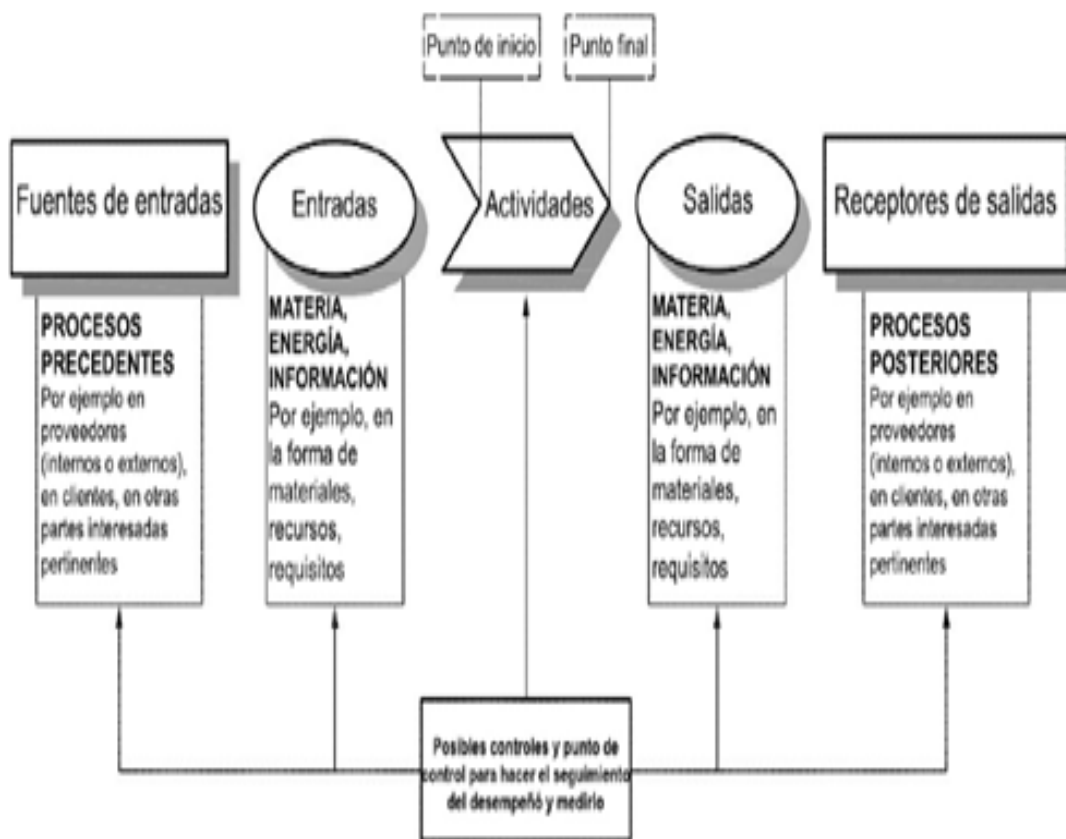 Punto de inicio
Punto final
Fuentes de entradas
Entradas
Actividades
Salidas
Receptores de salidas
PROCESOS
PRECEDENTES
Por ejemplo en
proveedores
(internos o externos),
en clientes, en otras
partes interesadas
pertinentes
MATERIA,
ENERGÍA,
INFORMACIÓN
Por ejemplo, en
la forma de
materiales,
recursos,
requisitos
MATERIA,
ENERGÍA,
INFORMACIÓN
Por ejemplo, en
la forma de
materiales,
recursos,
requisitos
PROCESOS
POSTERIORES
Por ejemplo en
proveedores
(internos o externos),
en clientes, en otras
partes interesadas
pertinentes
Posibles controles y punto de
control para hacer el seguimiento
del desempeñó y medirlo